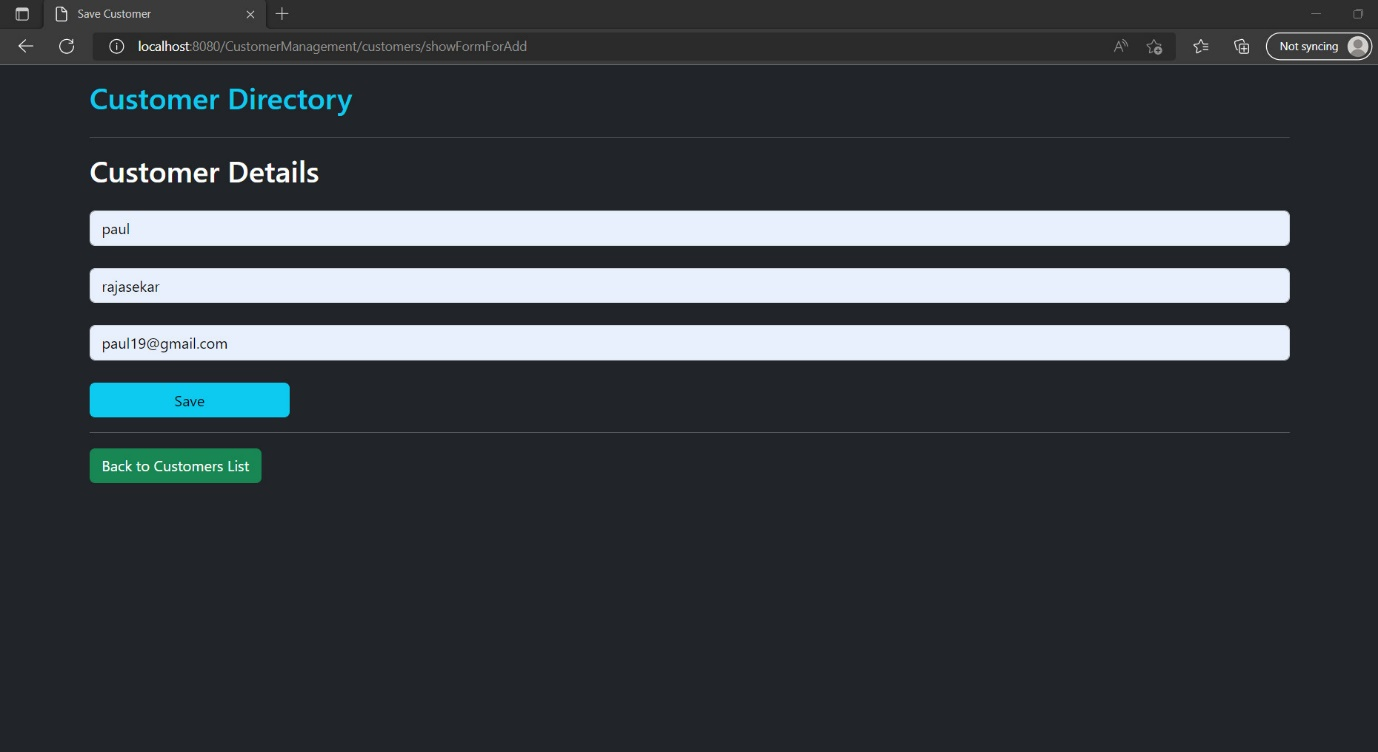 Save Customer
localhost:8080/CustomerManagement/customers/showFormForAdd
Not syncing
Customer Directory
Customer Details
paul
rajasekar
paul19@gmail.com
Save
Back to Customers List